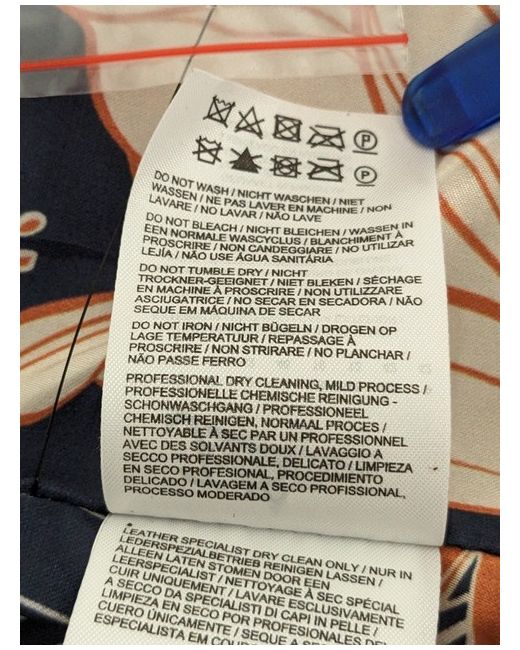 P
P
DO NOT WASH / NICHT WASCHEN / NIET
WASSEN / NE PAS LAVER EN MACHINE / NON
LAVARE / NO LAVAR / NÃO LAVE
DO NOT BLEACH / NICHT BLEICHEN / WASSEN IN
EEN NORMALE WASCYCLUS / BLANCHIMENT À
PROSCRIRE / NON CANDEGGIARE / NO UTILIZAR
LEJÍA / NÃO USE ÁGUA SANITÁRIA
DO NOT TUMBLE DRY / NICHT
TROCKNER-GEEIGNET / NIET BLEKEN / SÉCHAGE
EN MACHINE À PROSCRIRE / NON UTILIZZARE
ASCIUGATRICE / NO SECAR EN SECADORA / NÃO
SEQUE EM MÁQUINA DE SECAR
DO NOT IRON / NICHT BÜGELN / DROGEN OP
LAGE TEMPERATUUR / REPASSAGE À
PROSCRIRE / NON STRIRARE / NO PLANCHAR /
NÃO PASSE FERRO
PROFESSIONAL DRY CLEANING, MILD PROCESS /
PROFESSIONELLE CHEMISCHE REINIGUNG -
SCHONWASCHGANG / PROFESSIONEEL
CHEMISCH REINIGEN, NORMAAL PROCES /
NETTOYABLE À SEC PAR UN PROFESSIONNEL
AVEC DES SOLVANTS DOUX / LAVAGGIO A
SECCO PROFESSIONALE, DELICATO / LIMPIEZA
EN SECO PROFESIONAL, PROCEDIMIENTO
DELICADO / LAVAGEM A SECO PROFISSIONAL,
PROCESSO MODERADO
LEATHER SPECIALIST DRY CLEAN ONLY / NUR IN
LEDERSPEZIALBETRIEB REINIGEN LASSEN /
ALLEEN LATEN STOMEN DOOR EEN
LEERSPECIALIST / NETTOYAGE À SEC SPÉCIAL
CUIR UNIQUEMENT / LAVARE ESCLUSIVAMENTE
A SECCO DA SPECIALISTI DI CAPI IN PELLE /
LIMPIEZA EN SECO POR PROFESIONALES DE
CUERO ÚNICAMENTE / SEQUE A SE
ESPECIALISTA EM COU